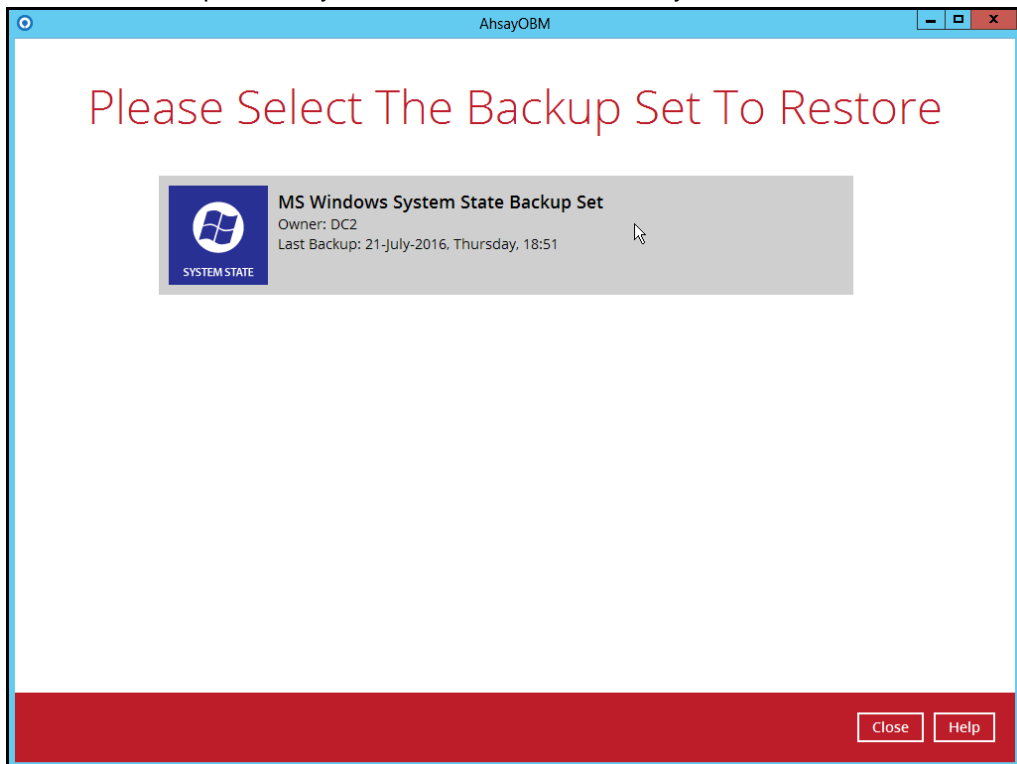 AhsayOBM
Please Select The Backup Set To Restore
MS Windows System State Backup Set
Owner: DC2
Last Backup: 21-July-2016, Thursday, 18:51
SYSTEM STATE
Close Help